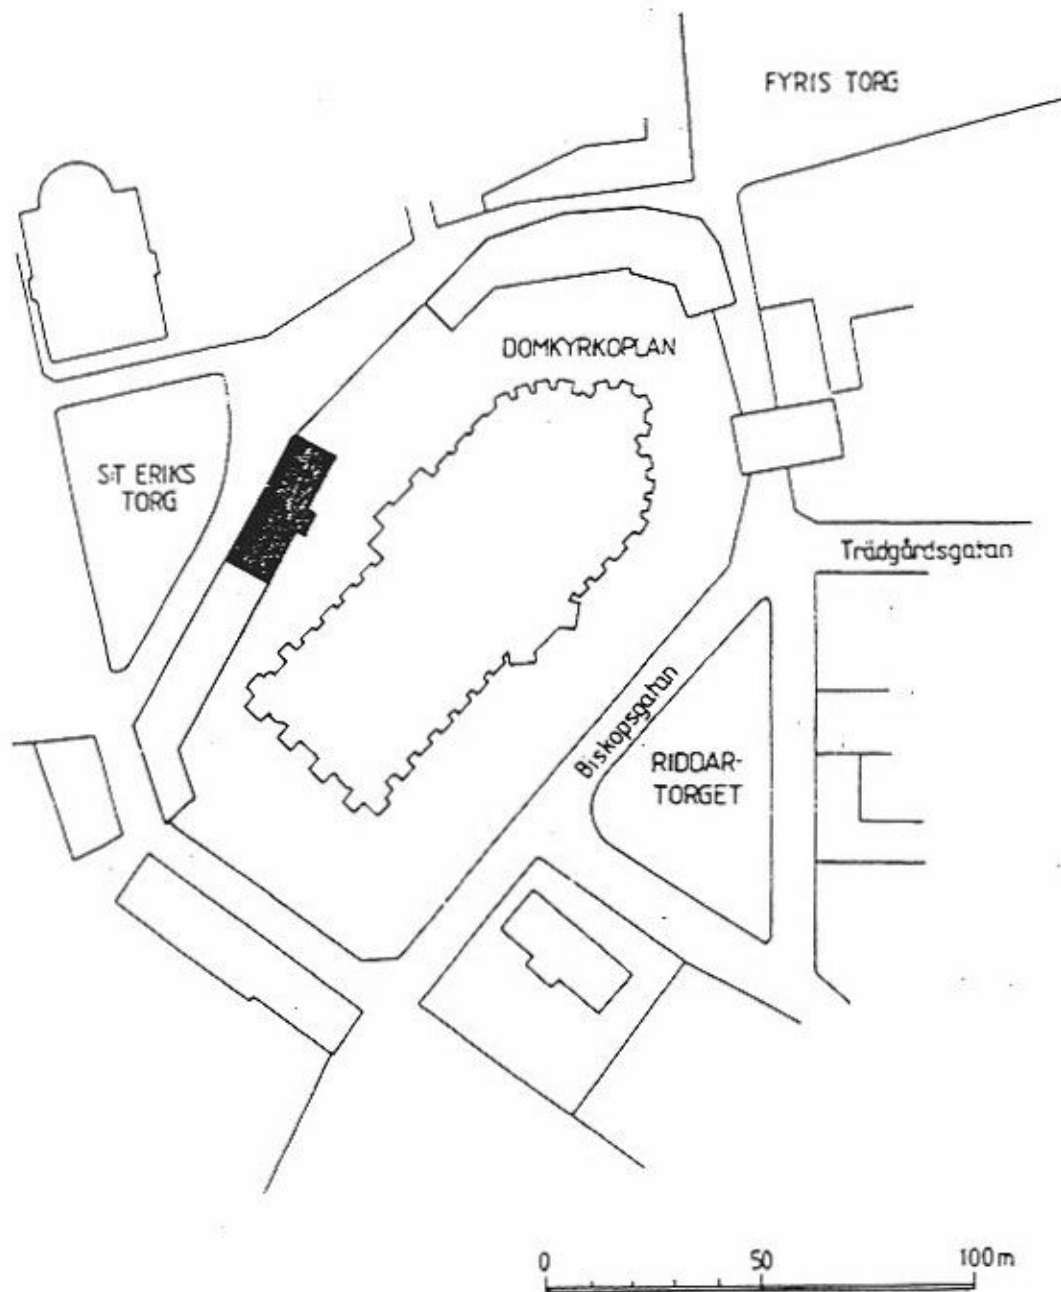 FYRIS TORG
DOMKYRKOPLAN
S:T ERIKS
TORG
Trädgårdsgatan
Biskopsgatan
RIDDAR-
TORGET
0 50 100m